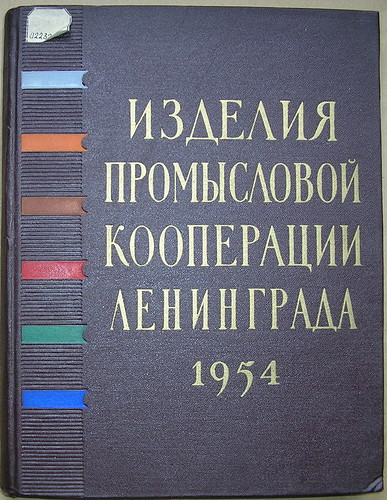 ИЗДЕЛИЯ
ПРОМЫСЛОВОЙ
КООПЕРАЦИИ
ЛЕНИНГРАДА
1954